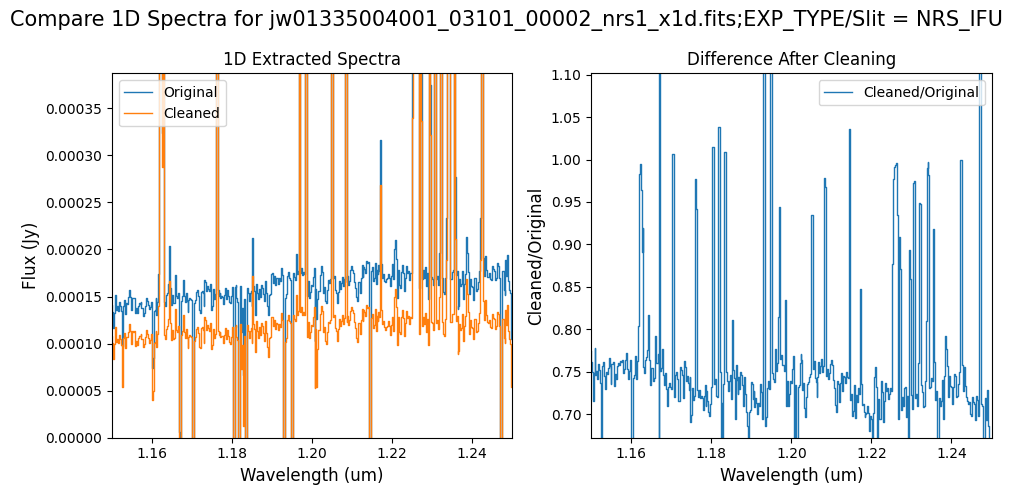 Compare 1D Spectra for jw01335004001_03101_00002_nrs1_x1d.fits;EXP_TYPE/Slit = NRS_IFU
1D Extracted Spectra
Original
Cleaned
Flux (Jy)
0.00035
0.00030
0.00025
0.00020
0.00015
0.00010
0.00005
0.00000
1.16
1.18
1.20
1.22
1.24
Wavelength (um)
Difference After Cleaning
Cleaned/Original
Cleaned/Original
1.10
1.05
1.00
0.95
0.90
0.85
0.80
0.75
0.70
1.16
1.18
1.20
1.22
1.24
Wavelength (um)